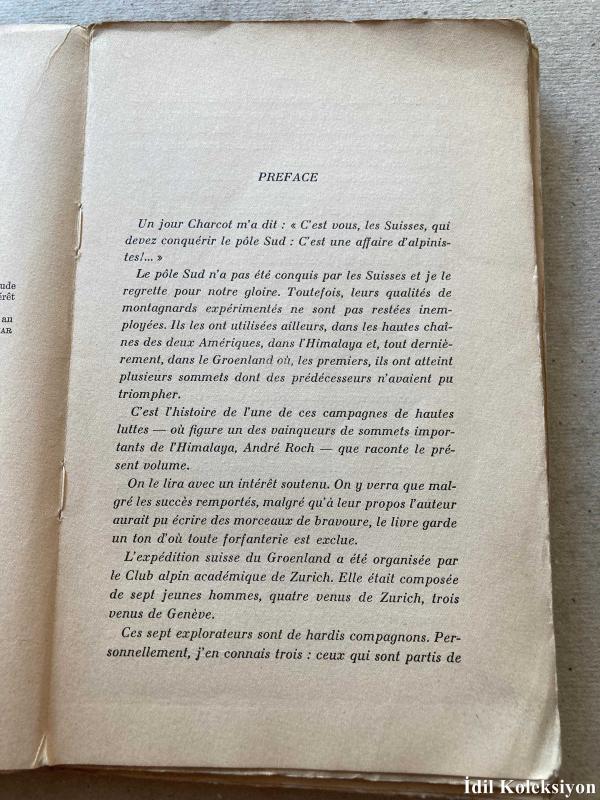 PREFACE
Un jour Charcot m'a dit : « C'est vous, les Suisses, qui
devez conquérir le pôle Sud : C'est une affaire d'alpinis-
tes!... »
Le pôle Sud n'a pas été conquis par les Suisses et je le
regrette pour notre gloire. Toutefois, leurs qualités de
montagnards expérimentés ne sont pas restées inem-
ployées. Ils les ont utilisées ailleurs, dans les hautes chaî-
nes des deux Amériques, dans l'Himalaya et, tout derniè-
rement, dans le Groenland où, les premiers, ils ont atteint
plusieurs sommets dont des prédécesseurs n'avaient pu
triompher.
C'est l'histoire de l'une de ces campagnes de hautes
luttes — où figure un des vainqueurs de sommets impor-
tants de l'Himalaya, André Roch — que raconte le pré-
sent volume.
On le lira avec un intérêt soutenu. On y verra que mal-
gré les succès remportés, malgré qu'à leur propos l'auteur
aurait pu écrire des morceaux de bravoure, le livre garde
un ton d'où toute forfanterie est exclue.
L'expédition suisse du Groenland a été organisée par
le Club alpin académique de Zurich. Elle était composée
de sept jeunes hommes, quatre venus de Zurich, trois
venus de Genève.
Ces sept explorateurs sont de hardis compagnons. Per-
sonnellement, j'en connais trois : ceux qui sont partis de
ude
érêt
an
AR
İdil Koleksiyon